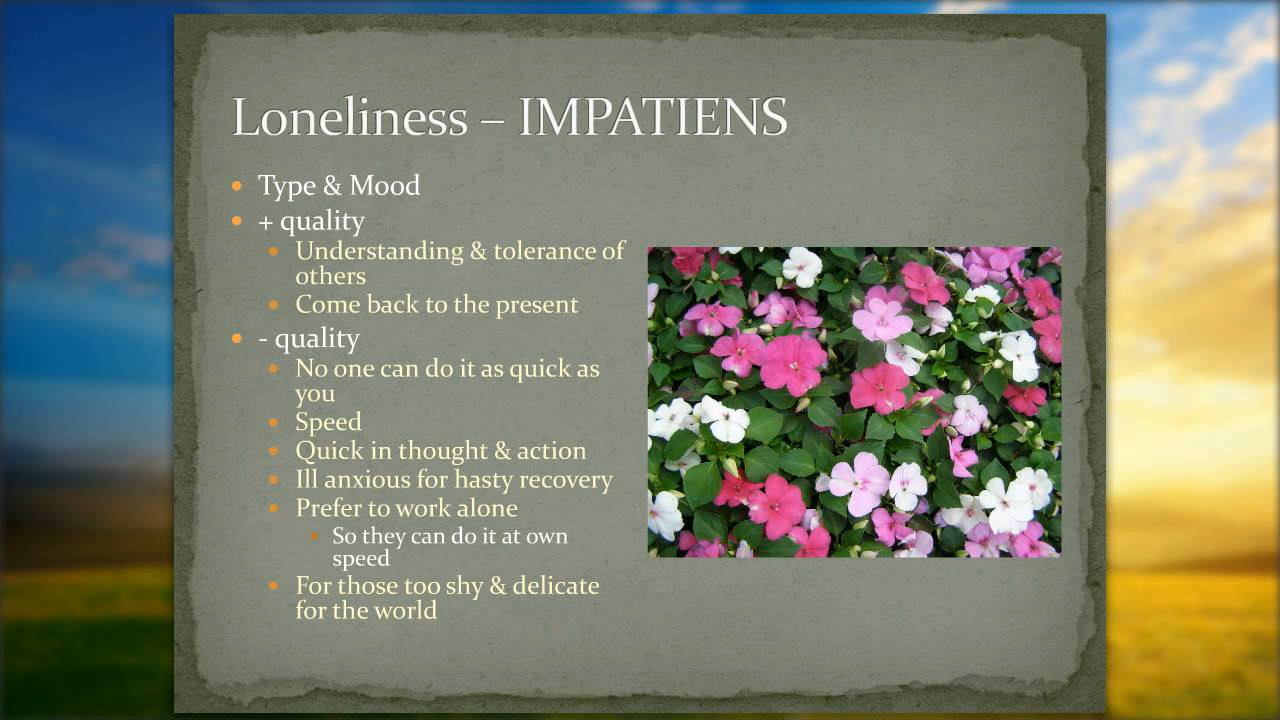 Loneliness – IMPATIENS
Type & Mood
+ quality
Understanding & tolerance of
others
Come back to the present
- quality
No one can do it as quick as
you
Speed
Quick in thought & action
Ill anxious for hasty recovery
Prefer to work alone
So they can do it at own
speed
For those too shy & delicate
for the world